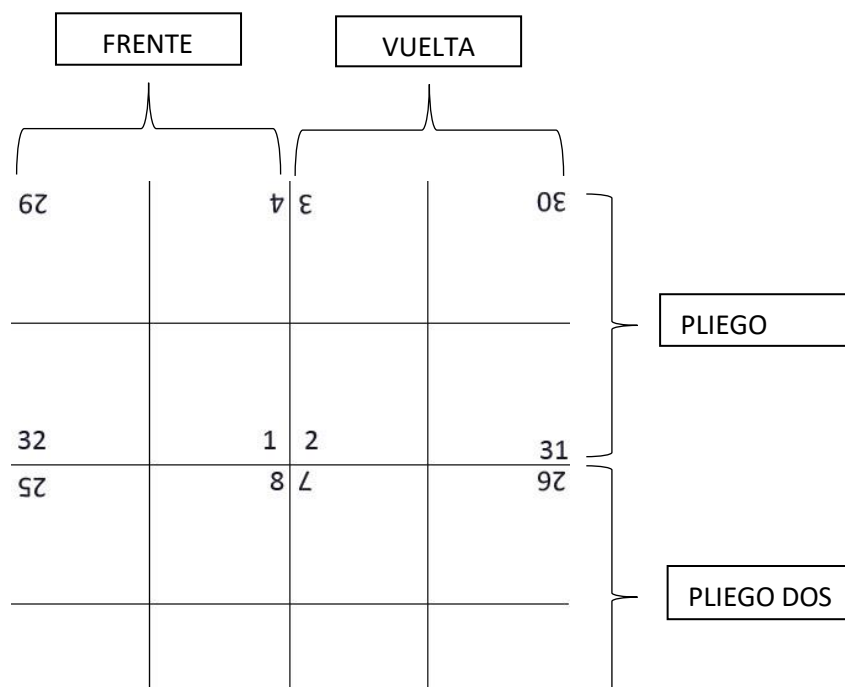 FRENTE
VUELTA
29 4 3 30
PLIEGO
32 1 2 31
25 8 7 26
PLIEGO DOS